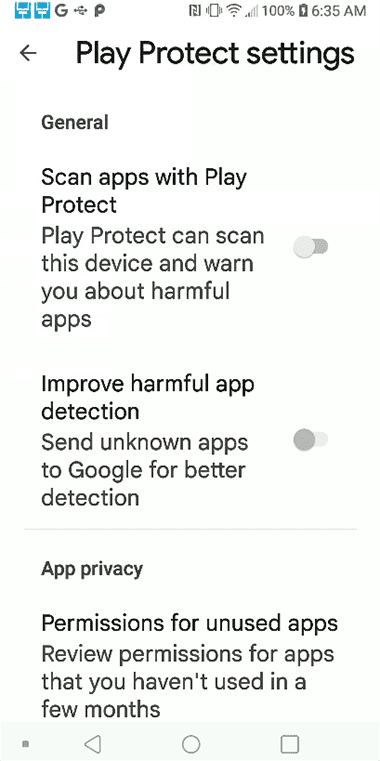 100% 6:35 AM
Play Protect settings
General
Scan apps with Play
Protect
Play Protect can scan
this device and warn
you about harmful
apps
Improve harmful app
detection
Send unknown apps
to Google for better
detection
App privacy
Permissions for unused apps
Review permissions for apps
that you haven't used in a
few months